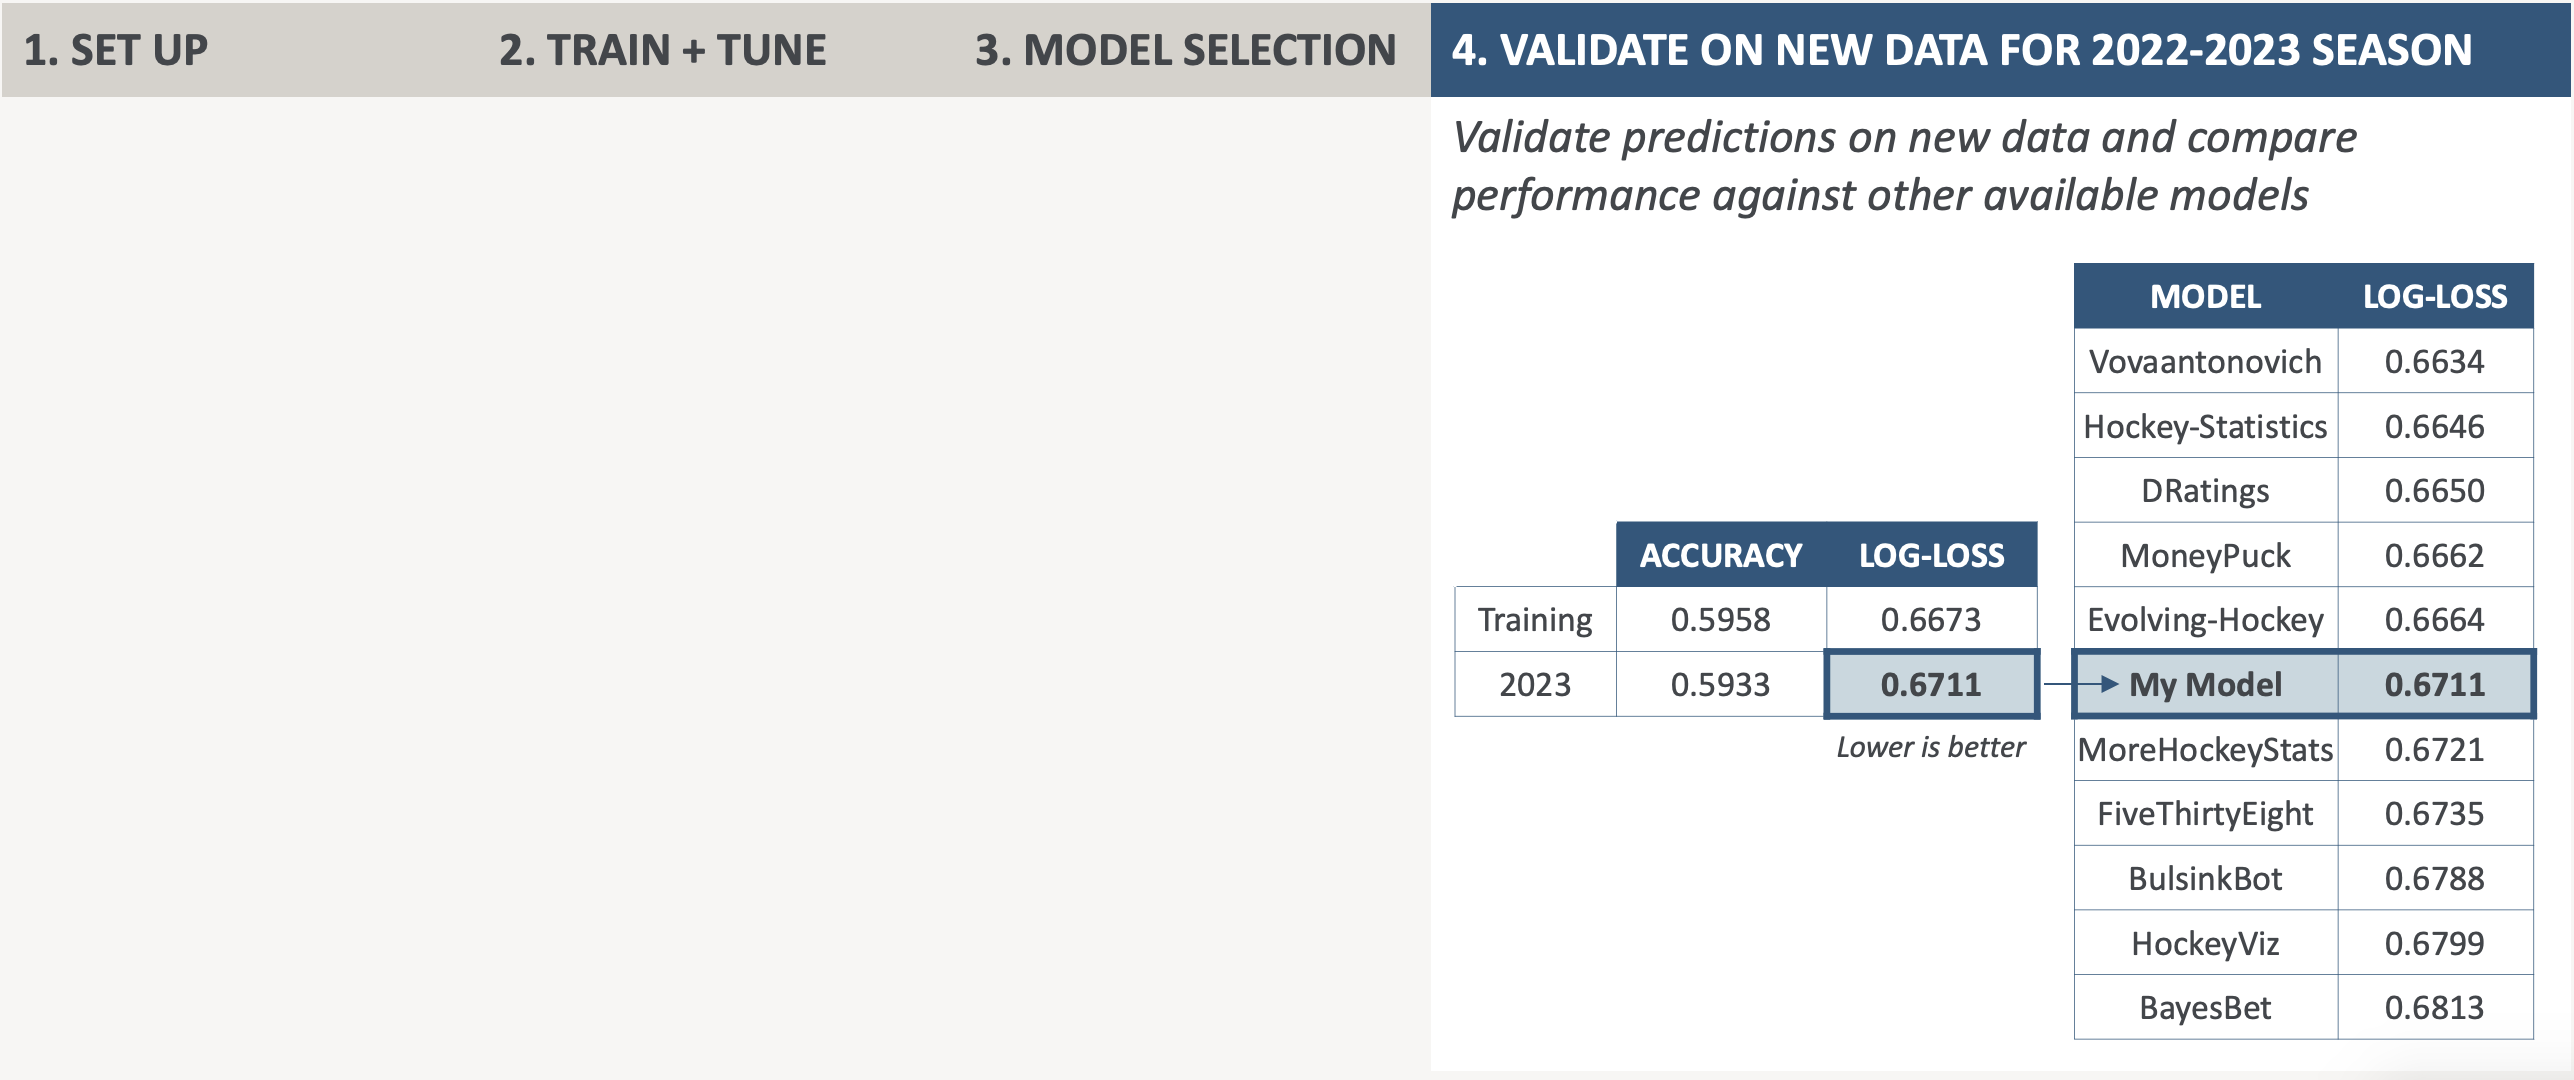 1. SET UP
2. TRAIN + TUNE
3. MODEL SELECTION
4. VALIDATE ON NEW DATA FOR 2022-2023 SEASON
Validate predictions on new data and compare
performance against other available models
ACCURACY LOG-LOSS
Training 0.5958 0.6673
2023 0.5933 0.6711
Lower is better
MODEL LOG-LOSS
Vovaantonovich 0.6634
Hockey-Statistics 0.6646
DRatings 0.6650
MoneyPuck 0.6662
Evolving-Hockey 0.6664
My Model 0.6711
MoreHockeyStats 0.6721
FiveThirtyEight 0.6735
BulsinkBot 0.6788
HockeyViz 0.6799
BayesBet 0.6813